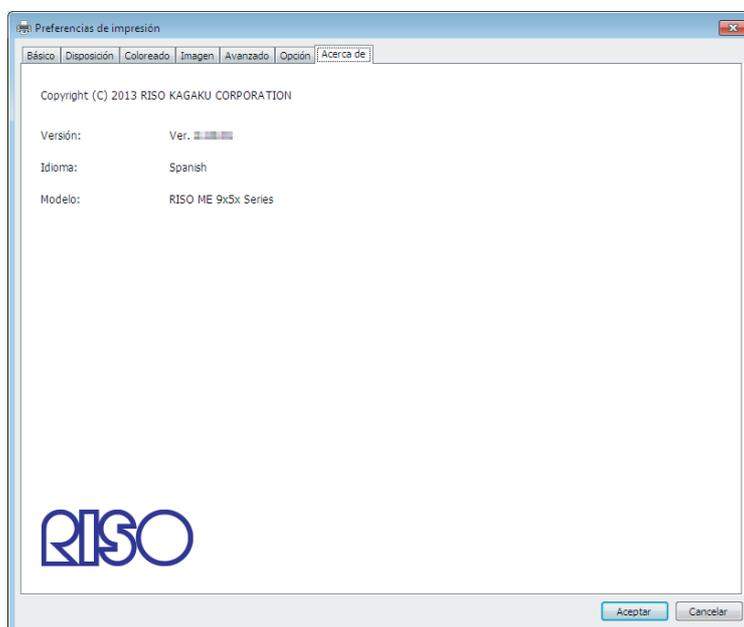 Preferencias de impresión
Básico Disposición Coloreado Imagen Avanzado Opción Acerca de
Copyright (C) 2013 RISO KAGAKU CORPORATION
Versión: Ver.
Idioma: Spanish
Modelo: RISO ME 9x5x Series
RISO
Aceptar Cancelar